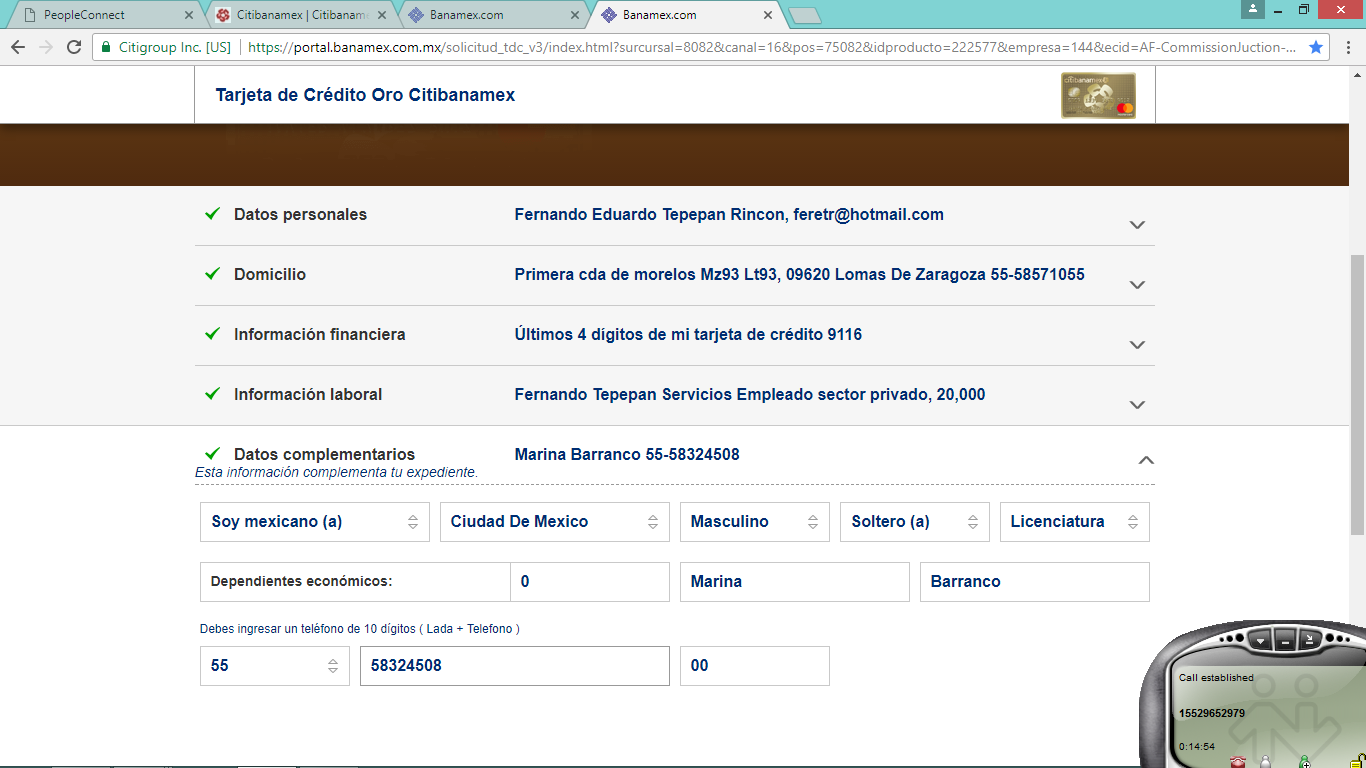 PeopleConnect
Citibanamex | Citibanam
Banamex.com
Banamex.com
Citigroup Inc. [US]
https://portal.banamex.com.mx/solicitud_tdc_v3/index.html?surcursal=8082&canal=16&pos=75082&idproducto=222577&empresa=144&ecid=AF-CommissionJuction-...
Tarjeta de Crédito Oro Citibanamex
citibanamex
Datos personales Fernando Eduardo Tepepan Rincon, feretr@hotmail.com
Domicilio Primera cda de morelos Mz93 Lt93, 09620 Lomas De Zaragoza 55-58571055
Información financiera Últimos 4 dígitos de mi tarjeta de crédito 9116
Información laboral Fernando Tepepan Servicios Empleado sector privado, 20,000
Datos complementarios Marina Barranco 55-58324508
Esta información complementa tu expediente.
Soy mexicano (a) Ciudad De Mexico Masculino Soltero (a) Licenciatura
Dependientes económicos: 0 Marina Barranco
Debes ingresar un teléfono de 10 dígitos ( Lada + Telefono )
55 58324508 00
Call established
15529652979
0:14:54